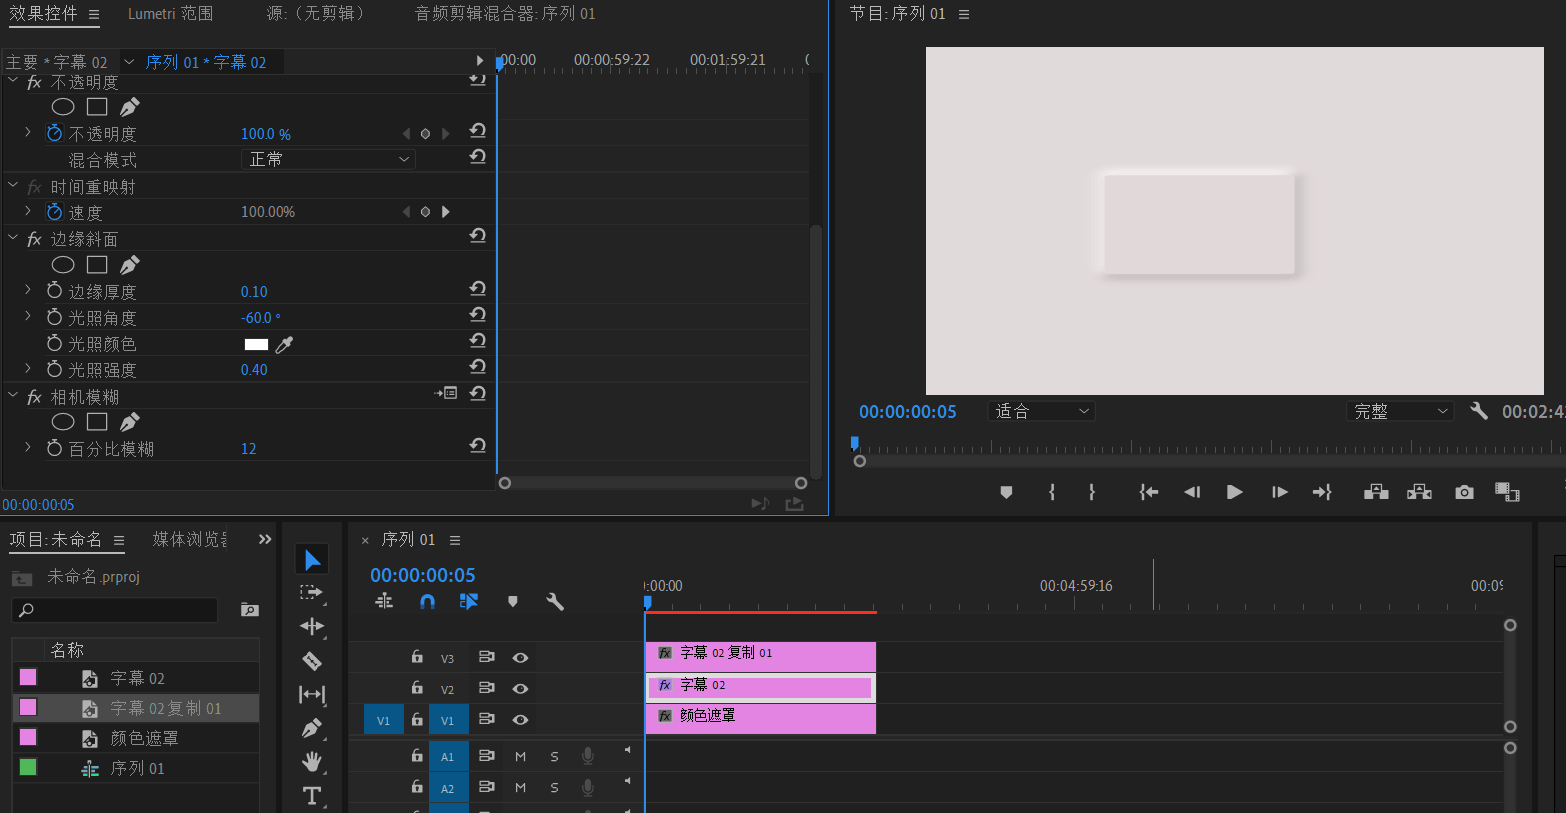 效果控件
Lumetri 范围
源:（无剪辑）
音频剪辑混合器: 序列 01
主要 * 字幕 02
序列 01 * 字幕 02
:00:00
00:00:59:22
00:01:59:21
fx 不透明度
不透明度
100.0 %
混合模式
正常
fx 时间重映射
速度
100.00%
fx 边缘斜面
边缘厚度
0.10
光照角度
-60.0 °
光照颜色
光照强度
0.40
fx 相机模糊
百分比模糊
12
00:00:00:05
节目: 序列 01
00:00:00:05
适合
完整
00:02:4
项目: 未命名
媒体浏览
未命名.prproj
名称
字幕 02
字幕 02 复制 01
颜色遮罩
序列 01
× 序列 01
00:00:00:05
:00:00
00:04:59:16
00:09
V3
fx 字幕 02 复制 01
V2
fx 字幕 02
V1
V1
fx 颜色遮罩
A1
M
S
A2
M
S